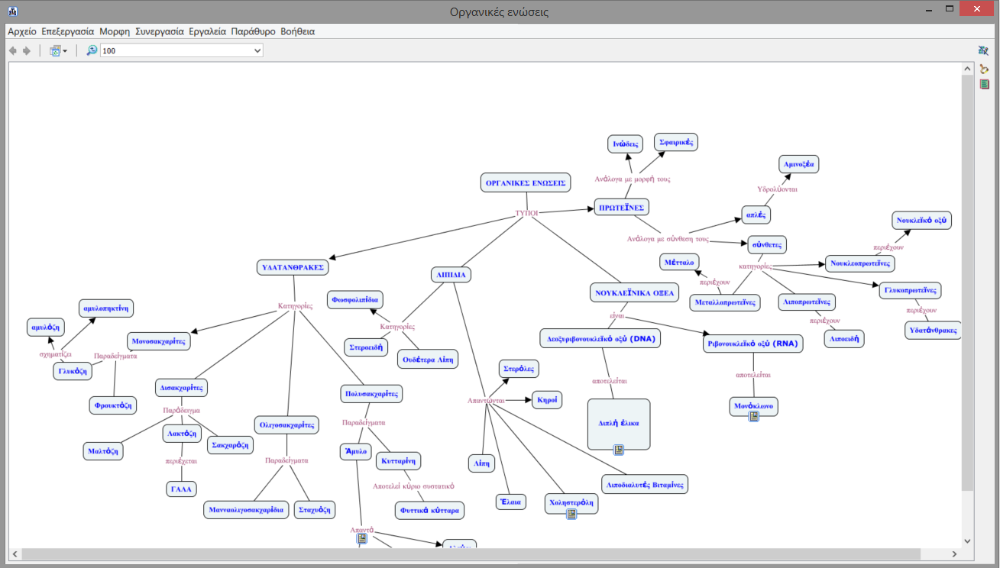 Οργανικές ενώσεις
Αρχείο Επεξεργασία Μορφη Συνεργασία Εργαλεία Παράθυρο Βοήθεια
100
Ινώδεις
Σφαιρικές
Αμινοξέα
Ανάλογα με μορφή τους
ΟΡΓΑΝΙΚΕΣ ΕΝΩΣΕΙΣ
Υδρολύονται
ΤΥΠΟΙ
ΠΡΩΤΕΪΝΕΣ
απλές
Νουκλεϊκό οξύ
Ανάλογα με σύνθεση τους
σύνθετες
περιέχουν
ΥΔΑΤΑΝΘΡΑΚΕΣ
ΛΙΠΙΔΙΑ
Μέταλλο
κατηγορίες
Νουκλεοπρωτεΐνες
περιέχουν
ΝΟΥΚΛΕΪΝΙΚΑ ΟΞΕΑ
Γλυκοπρωτεΐνες
Φωσφολιπίδια
Μεταλλοπρωτεΐνες
Λιποπρωτεΐνες
αμυλοπηκτίνη
Κατηγορίες
είναι
περιέχουν
περιέχουν
αμυλόζη
Κατηγορίες
Υδατάνθρακες
Μονοσακχαρίτες
Δεοξυριβονουκλεϊκό οξύ (DNA)
Ριβονουκλεϊκό οξύ (RNA)
Λιποειδή
Στεροειδή
σχηματίζει
Παραδείγματα
Ουδέτερα Λίπη
Γλυκόζη
Στερόλες
αποτελείται
αποτελείται
Δισακχαρίτες
Πολυσακχαρίτες
Απαντώνται
Κηροί
Φρουκτόζη
Παράδειγμα
Μονόκλωνο
Ολιγοσακχαρίτες
Παραδείγματα
Διπλή έλικα
Λακτόζη
Σακχαρόζη
Μαλτόζη
Άμυλο
περιέχεται
Παραδείγματα
Κυτταρίνη
Λίπη
ΓΑΛΑ
Αποτελεί κύριο συστατικό
Λιποδιαλυτές Βιταμίνες
Μανναολιγοσακχαρίδια
Σταχυόζη
Φυττικά κύτταρα
Έλαια
Χοληστερόλη
Απαντά